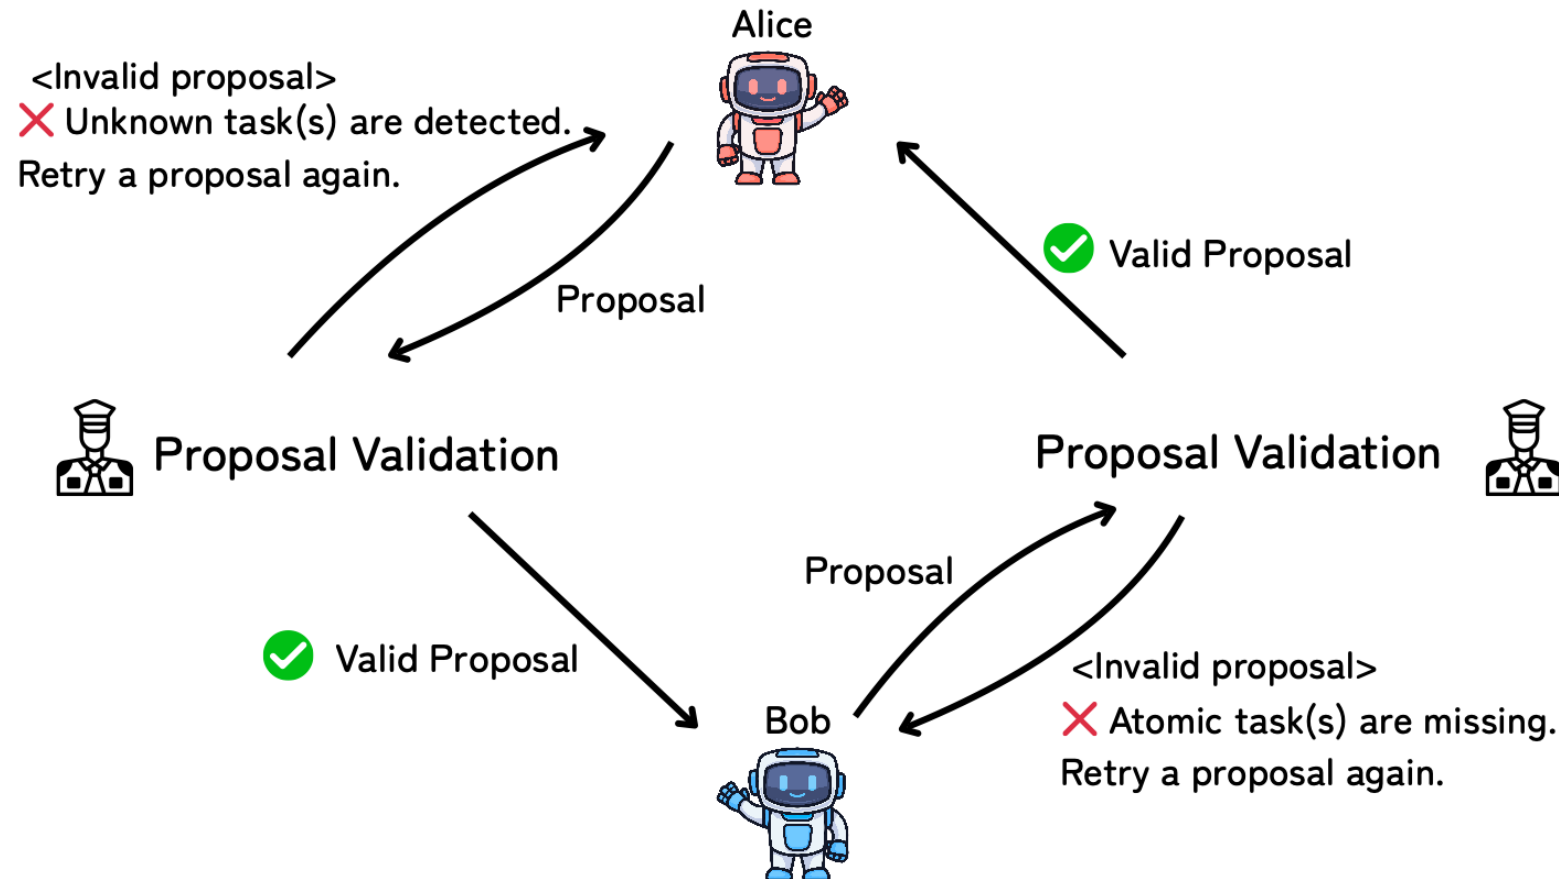 Alice
<Invalid proposal>
❌ Unknown task(s) are detected.
Retry a proposal again.
Valid Proposal
Proposal
Proposal Validation
Proposal Validation
Proposal
Valid Proposal
<Invalid proposal>
❌ Atomic task(s) are missing.
Retry a proposal again.
Bob